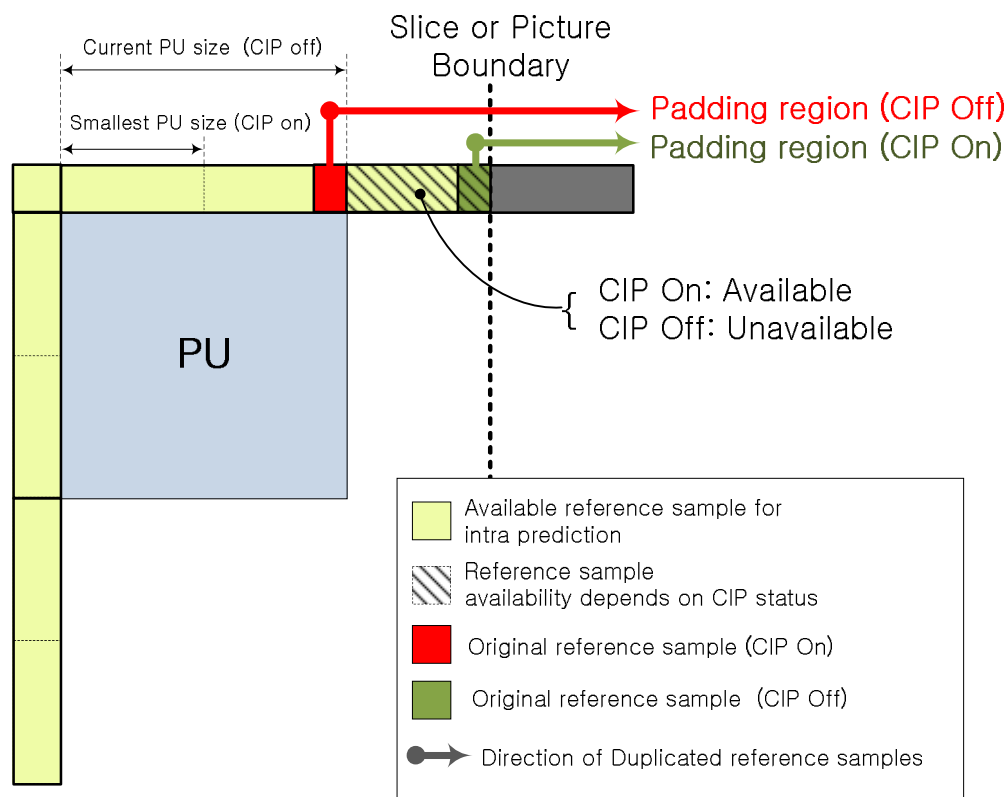 Slice or Picture
Boundary
Current PU size (CIP off)
Smallest PU size (CIP on)
Padding region (CIP Off)
Padding region (CIP On)
CIP On: Available
CIP Off: Unavailable
PU
Available reference sample for
intra prediction
Reference sample
availability depends on CIP status
Original reference sample (CIP On)
Original reference sample (CIP Off)
Direction of Duplicated reference samples